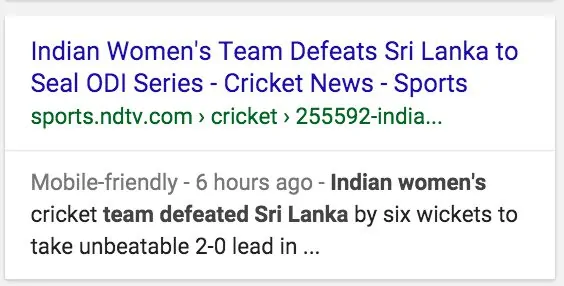 Indian Women's Team Defeats Sri Lanka to
Seal ODI Series - Cricket News - Sports
sports.ndtv.com › cricket › 255592-india...
Mobile-friendly - 6 hours ago - Indian women's
cricket team defeated Sri Lanka by six wickets to
take unbeatable 2-0 lead in ...